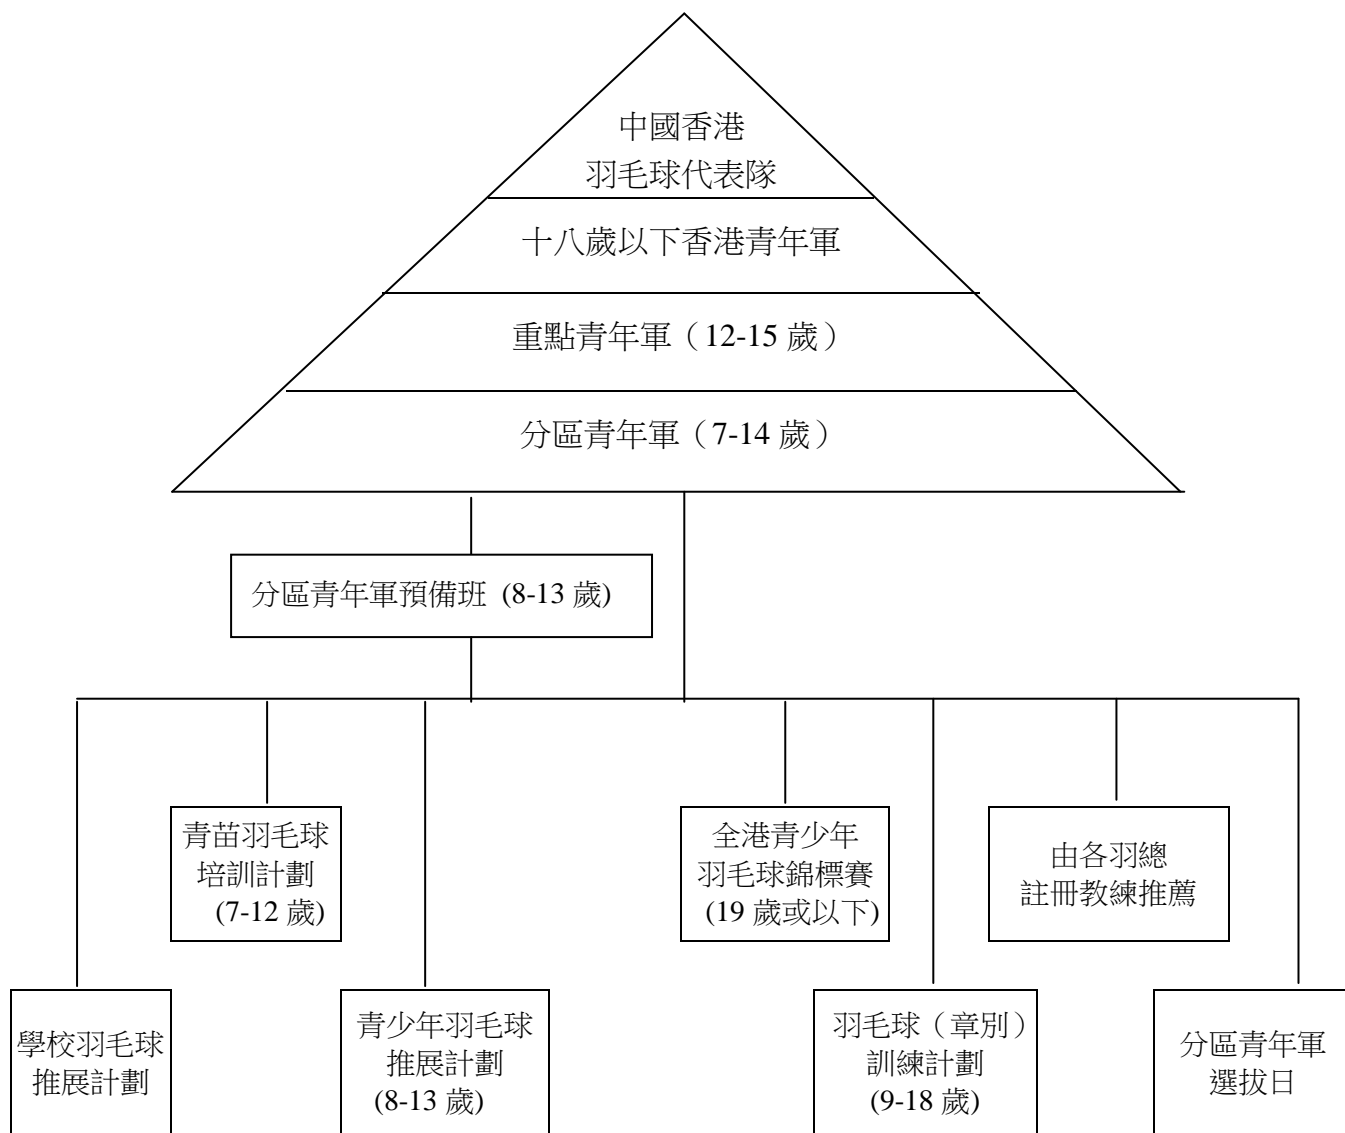 中國香港
羽毛球代表隊
十八歲以下香港青年軍
重點青年軍（12-15 歲）
分區青年軍（7-14 歲）
分區青年軍預備班 (8-13 歲)
青苗羽毛球
培訓計劃
(7-12 歲)
全港青少年
羽毛球錦標賽
(19 歲或以下)
由各羽總
註冊教練推薦
學校羽毛球
推展計劃
青少年羽毛球
推展計劃
(8-13 歲)
羽毛球（章別）
訓練計劃
(9-18 歲)
分區青年軍
選拔日